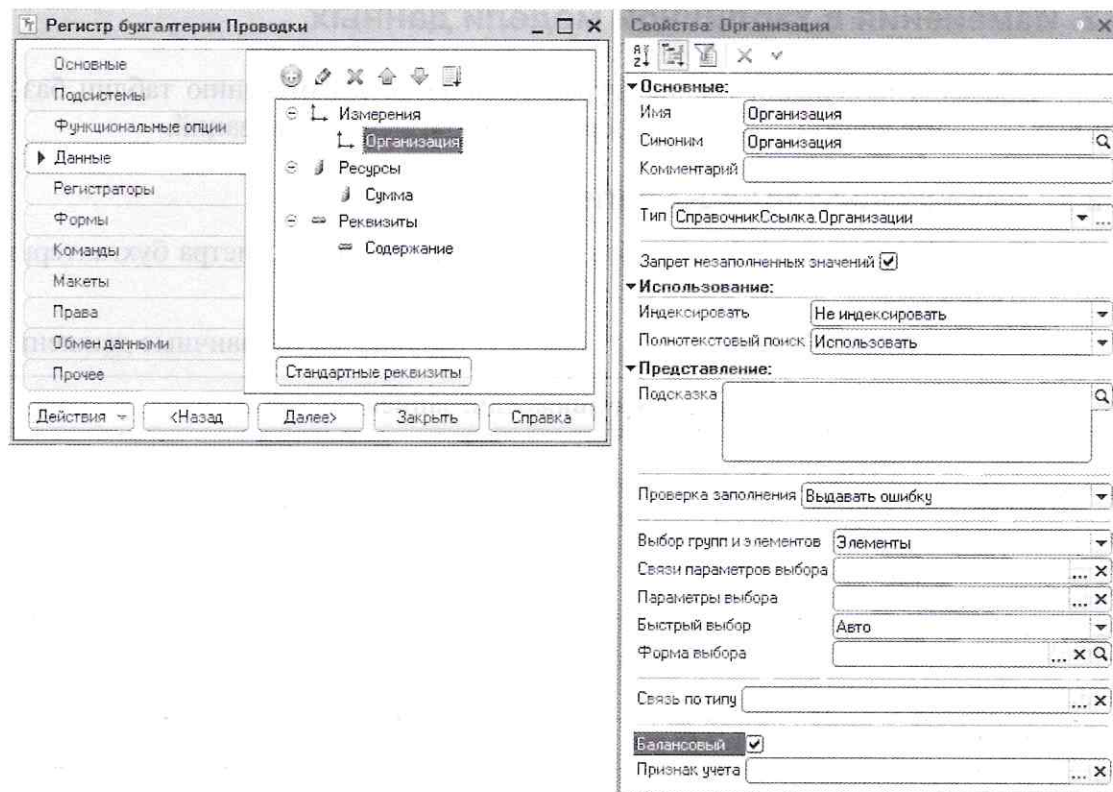 Регистр бухгалтерии Проводки
Основные
Подсистемы
Функциональные опции
Данные
Регистраторы
Формы
Команды
Макеты
Права
Обмен данными
Прочее
Измерения
Организация
Ресурсы
Сумма
Реквизиты
Содержание
Стандартные реквизиты
Действия
<Назад
Далее>
Закрыть
Справка
Свойства: Организация
Основные:
Имя Организация
Синоним Организация
Комментарий
Тип СправочникСсылка.Организации
Запрет незаполненных значений
Использование:
Индексировать Не индексировать
Полнотекстовый поиск Использовать
Представление:
Подсказка
Проверка заполнения Выдавать ошибку
Выбор групп и элементов Элементы
Связи параметров выбора
Параметры выбора
Быстрый выбор Авто
Форма выбора
Связь по типу
Балансовый
Признак учета